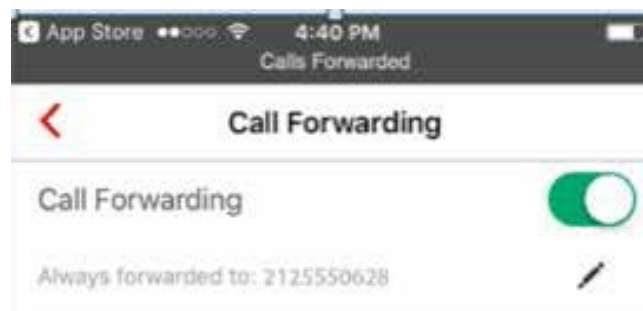 App Store 4:40 PM
Calls Forwarded
Call Forwarding
Call Forwarding
Always forwarded to: 2125550628